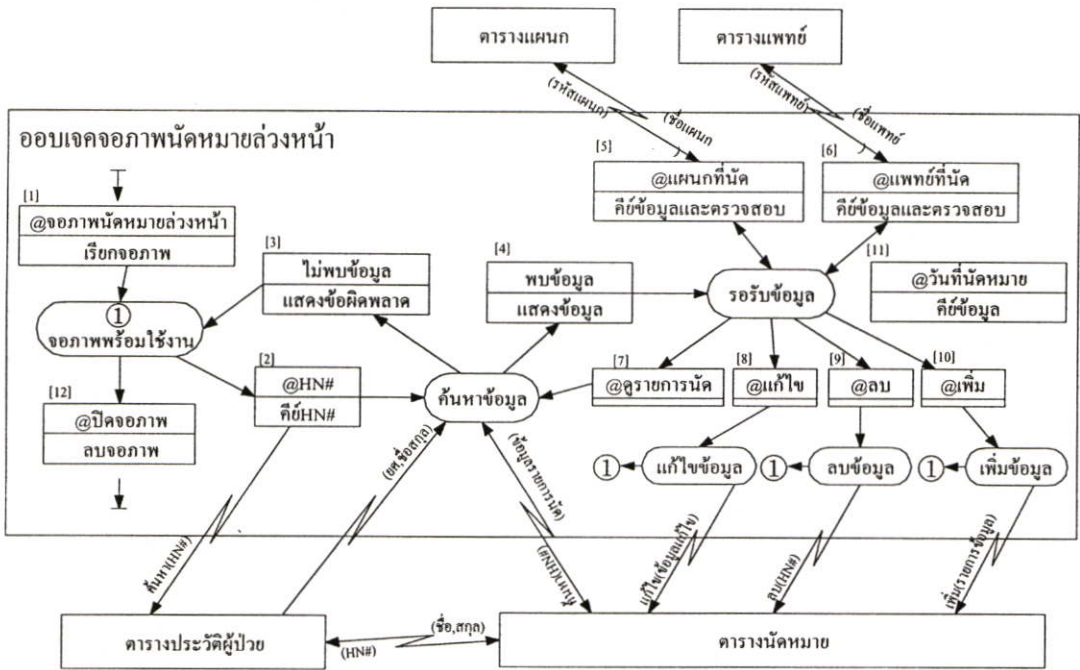 ตารางแผนก
ตารางแพทย์
(รหัสแผนก)
(ชื่อแผนก
)
(รหัสแพทย์)
(ชื่อแพทย์
)
ออบเจคจอภาพนัดหมายล่วงหน้า
[1]
@จอภาพนัดหมายล่วงหน้า
เรียกจอภาพ
[3]
ไม่พบข้อมูล
แสดงข้อผิดพลาด
[4]
พบข้อมูล
แสดงข้อมูล
[5]
@แผนกที่นัด
คีย์ข้อมูลและตรวจสอบ
[6]
@แพทย์ที่นัด
คีย์ข้อมูลและตรวจสอบ
[11]
@วันที่นัดหมาย
คีย์ข้อมูล
รอรับข้อมูล
1
จอภาพพร้อมใช้งาน
[2]
@HN#
คีย์HN#
ค้นหาข้อมูล
[7]
@ดูรายการนัด
[8]
@แก้ไข
[9]
@ลบ
[10]
@เพิ่ม
[12]
@ปิดจอภาพ
ลบจอภาพ
1
แก้ไขข้อมูล
1
ลบข้อมูล
1
เพิ่มข้อมูล
(ยศ,ชื่อสกุล)
(ข้อมูลรายการนัด)
ค้นหา(HN#)
ค้นหา(HN#)
แก้ไข(ข้อมูลแก้ไข)
ลบ(HN#)
เพิ่ม(รายการข้อมูล)
ตารางประวัติผู้ป่วย
(ชื่อ,สกุล)
(HN#)
ตารางนัดหมาย